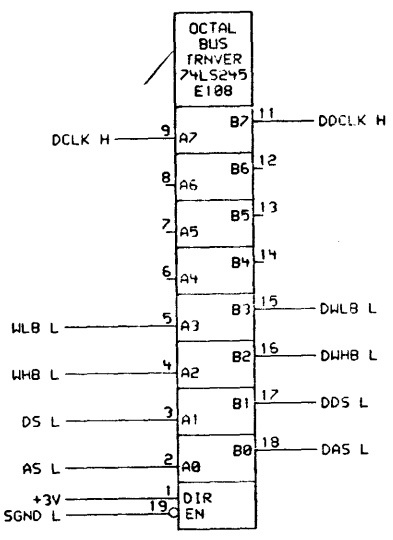 OCTAL
BUS
TRNVER
74LS245
E108
B7 11 DDCLK H
DCLK H 9 A7
B6 12
8 A6
B5 13
7 A5
B4 14
6 A4
B3 15 DWLB L
WLB L 5 A3
B2 16 DWHB L
WHB L 4 A2
B1 17 DDS L
DS L 3 A1
B0 18 DAS L
AS L 2 A0
+3V 1 DIR
SGND L 19 EN